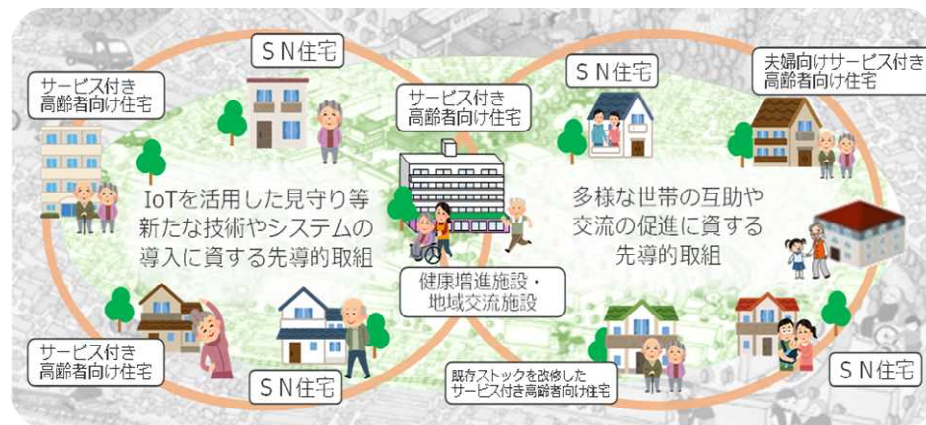 SN住宅
サービス付き
高齢者向け住宅
サービス付き
高齢者向け住宅
SN住宅
夫婦向けサービス付き
高齢者向け住宅
IoTを活用した見守り等
新たな技術やシステムの
導入に資する先導的取組
多様な世帯の互助や
交流の促進に資する
先導的取組
健康増進施設・
地域交流施設
サービス付き
高齢者向け住宅
SN住宅
既存ストックを改修した
サービス付き高齢者向け住宅
SN住宅